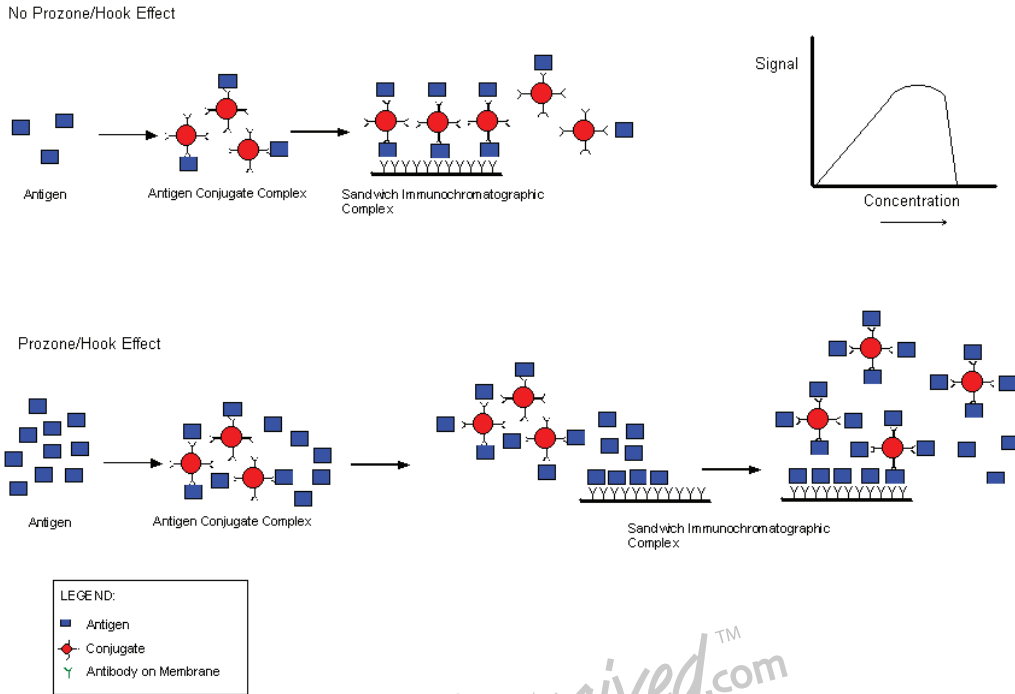 No Prozone/Hook Effect
Signal
Concentration
Antigen
Antigen Conjugate Complex
Sandwich Immunochromatographic
Complex
Prozone/Hook Effect
Antigen
Antigen Conjugate Complex
Sandwich Immunochromatographic
Complex
LEGEND:
Antigen
Conjugate
Antibody on Membrane
TM
.com